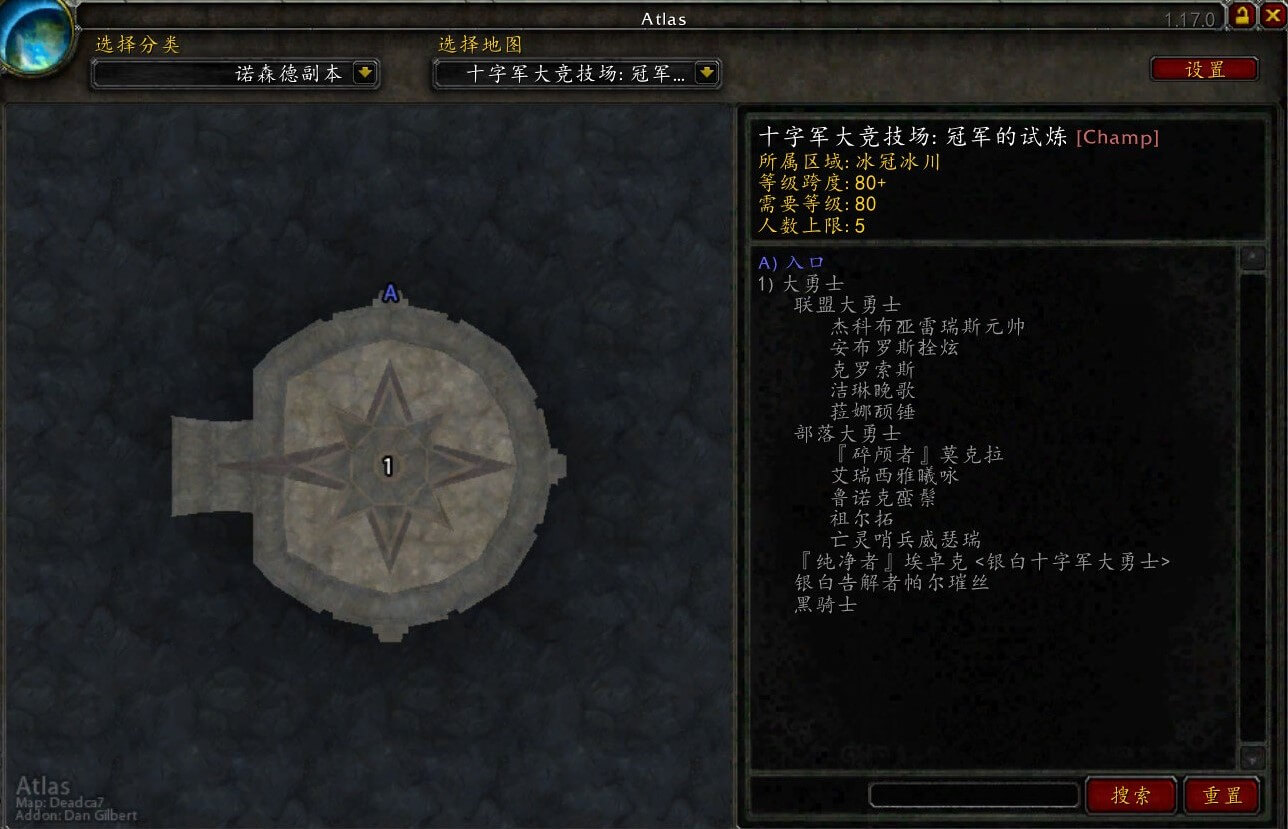 Atlas
1.17.0
选择分类
选择地图
诺森德副本
十字军大竞技场: 冠军...
设置
十字军大竞技场: 冠军的试炼 [Champ]
所属区域: 冰冠冰川
等级跨度: 80+
需要等级: 80
人数上限: 5
A) 入口
1) 大勇士
联盟大勇士
杰科布亚雷瑞斯元帅
安布罗斯拴炫
克罗索斯
洁琳晚歌
菈娜硕锤
部落大勇士
『碎颅者』莫克拉
艾瑞西雅曦咏
鲁诺克蛮鬃
祖尔拓
亡灵哨兵威瑟瑞
『纯净者』埃卓克 <银白十字军大勇士>
银白告解者帕尔璀丝
黑骑士
A
1
Atlas
Map: Deadca7
Addon: Dan Gilbert
搜索
重置